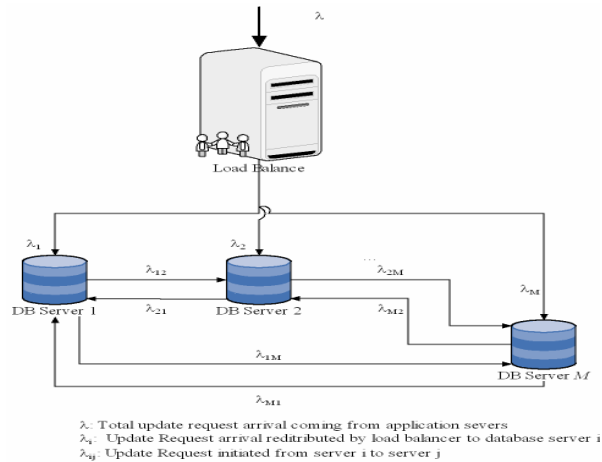 λ
Load Balance
λ1
λ2
...
λ12
λ2M
λM
DB Server 1
λ21
DB Server 2
λM2
λ1M
DB Server M
λM1
λ: Total update request arrival coming from application severs
λi: Update Request arrival reditributed by load balancer to database server i
λij: Update Request initiated from server i to server j